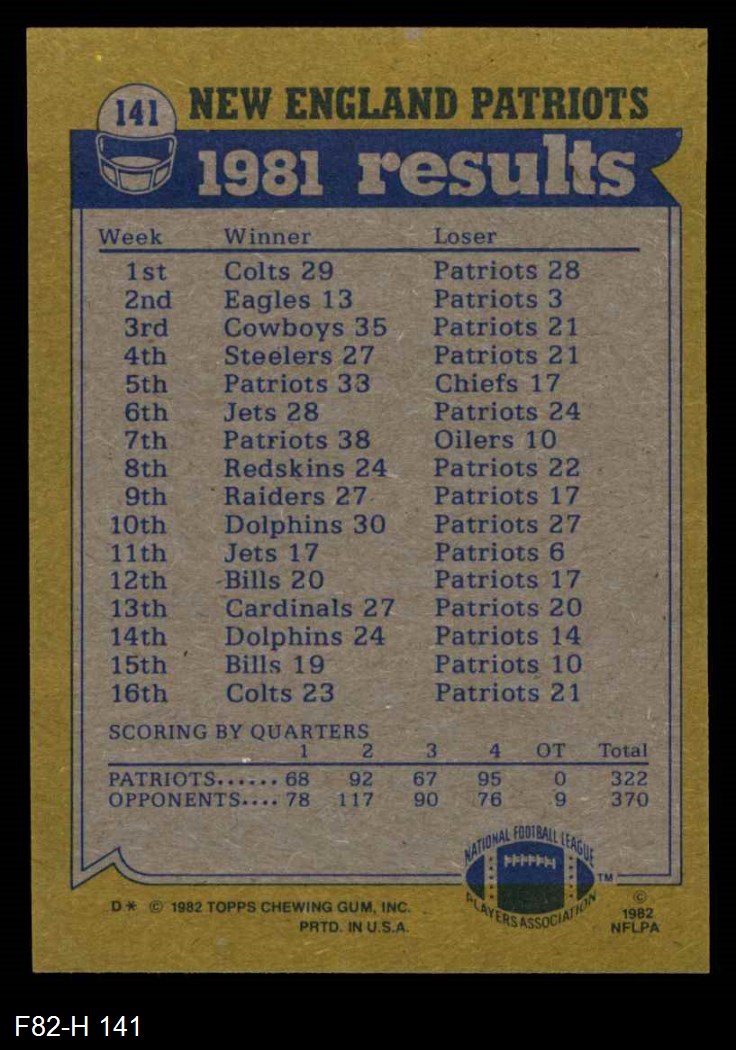 141 NEW ENGLAND PATRIOTS
1981 results
Week Winner Loser
1st Colts 29 Patriots 28
2nd Eagles 13 Patriots 3
3rd Cowboys 35 Patriots 21
4th Steelers 27 Patriots 21
5th Patriots 33 Chiefs 17
6th Jets 28 Patriots 24
7th Patriots 38 Oilers 10
8th Redskins 24 Patriots 22
9th Raiders 27 Patriots 17
10th Dolphins 30 Patriots 27
11th Jets 17 Patriots 6
12th Bills 20 Patriots 17
13th Cardinals 27 Patriots 20
14th Dolphins 24 Patriots 14
15th Bills 19 Patriots 10
16th Colts 23 Patriots 21
SCORING BY QUARTERS
1 2 3 4 OT Total
PATRIOTS...... 68 92 67 95 0 322
OPPONENTS.... 78 117 90 76 9 370
NATIONAL FOOTBALL LEAGUE
PLAYERS ASSOCIATION
TM
D* © 1982 TOPPS CHEWING GUM, INC.
PRTD. IN U.S.A.
©
1982
NFLPA
F82-H 141